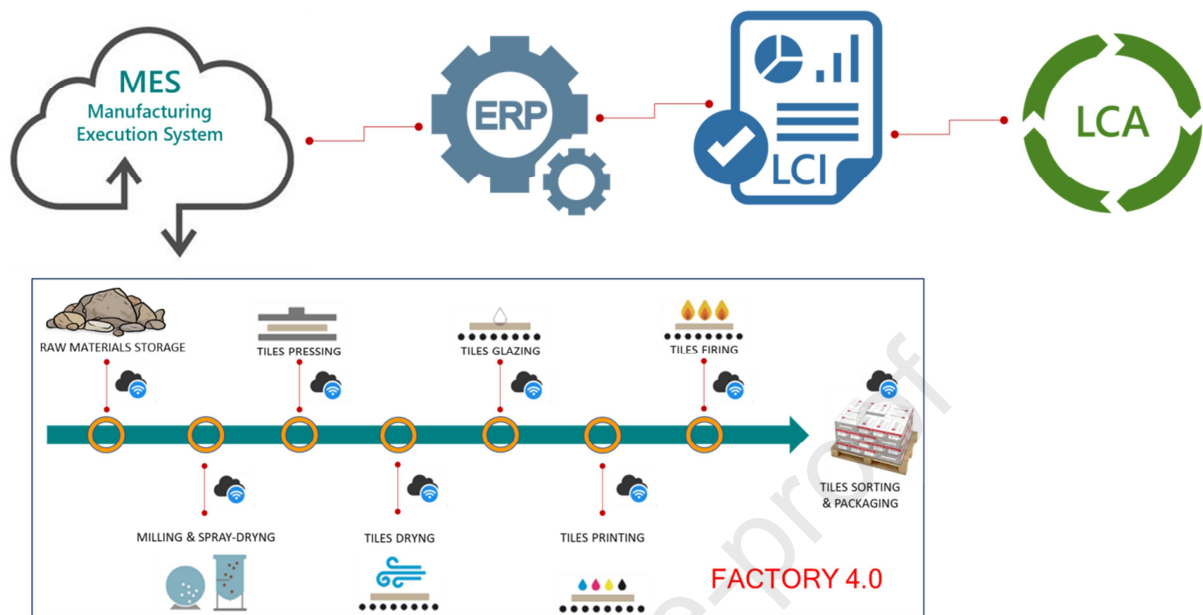 MES
Manufacturing
Execution System
ERP
LCI
LCA
RAW MATERIALS STORAGE
TILES PRESSING
TILES GLAZING
TILES FIRING
TILES SORTING
& PACKAGING
MILLING & SPRAY-DRYNG
TILES DRYNG
TILES PRINTING
FACTORY 4.0
e-proof